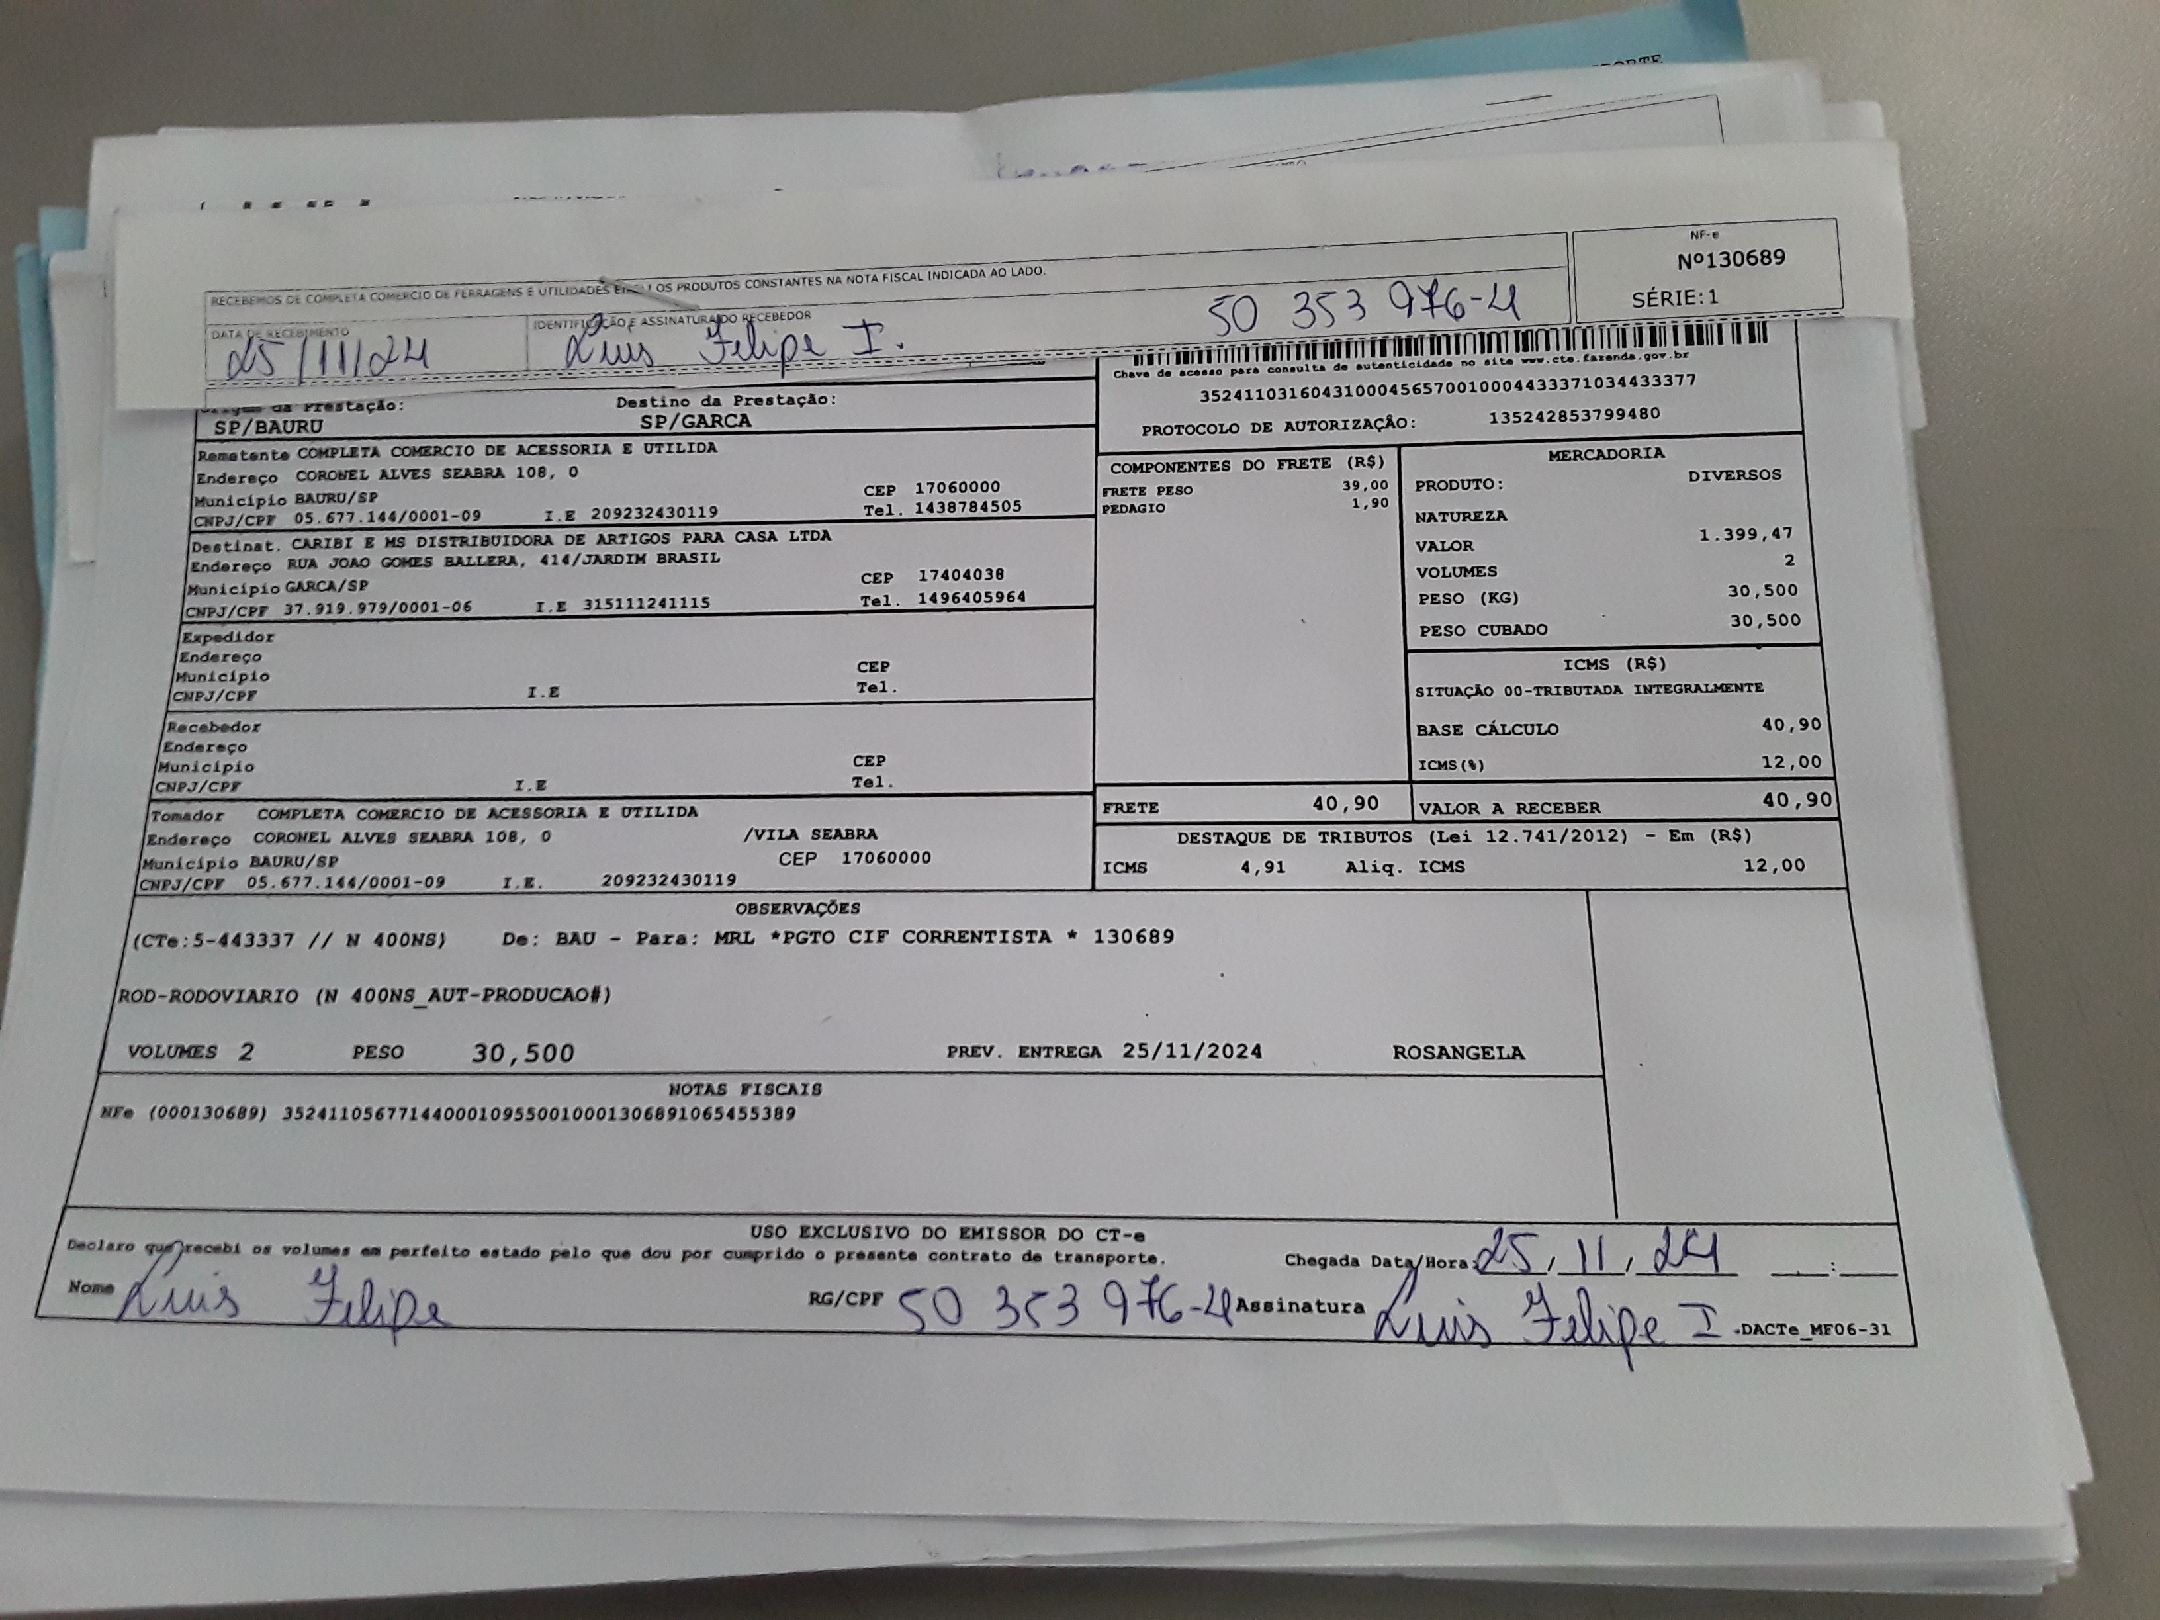 NF-e
Nº130689
SÉRIE:1
RECEBEMOS DE COMPLETA COMERCIO DE FERRAGENS E UTILIDADES OS PRODUTOS CONSTANTES NA NOTA FISCAL INDICADA AO LADO.
DATA DE RECEBIMENTO
25/11/24
IDENTIFICAÇÃO E ASSINATURA DO RECEBEDOR
Luis Felipe I.
50 353 976-4
Chave de acesso para consulta de autenticidade no site www.cte.fazenda.gov.br
35241103160431000456570010004433371034433377
PROTOCOLO DE AUTORIZAÇÃO: 135242853799480
Origem da Prestação: Destino da Prestação:
SP/BAURU SP/GARCA
Remetente COMPLETA COMERCIO DE ACESSORIA E UTILIDA
Endereço CORONEL ALVES SEABRA 108, 0
Município BAURU/SP CEP 17060000
CNPJ/CPF 05.677.144/0001-09 I.E 209232430119 Tel. 1438784505
Destinat. CARIBI E MS DISTRIBUIDORA DE ARTIGOS PARA CASA LTDA
Endereço RUA JOAO GOMES BALLERA, 414/JARDIM BRASIL
Município GARCA/SP CEP 17404038
CNPJ/CPF 37.919.979/0001-06 I.E 315111241115 Tel. 1496405964
Expedidor
Endereço
Município CEP
CNPJ/CPF I.E Tel.
Recebedor
Endereço
Município CEP
CNPJ/CPF I.E Tel.
Tomador COMPLETA COMERCIO DE ACESSORIA E UTILIDA
Endereço CORONEL ALVES SEABRA 108, 0 /VILA SEABRA
Município BAURU/SP CEP 17060000
CNPJ/CPF 05.677.144/0001-09 I.E. 209232430119
COMPONENTES DO FRETE (R$)
FRETE PESO 39,00
PEDAGIO 1,90
MERCADORIA
PRODUTO: DIVERSOS
NATUREZA
VALOR 1.399,47
VOLUMES 2
PESO (KG) 30,500
PESO CUBADO 30,500
ICMS (R$)
SITUAÇÃO 00-TRIBUTADA INTEGRALMENTE
BASE CÁLCULO 40,90
ICMS(%) 12,00
FRETE 40,90 VALOR A RECEBER 40,90
DESTAQUE DE TRIBUTOS (Lei 12.741/2012) - Em (R$)
ICMS 4,91 Aliq. ICMS 12,00
OBSERVAÇÕES
(CTe:5-443337 // N 400NS) De: BAU - Para: MRL *PGTO CIF CORRENTISTA * 130689
ROD-RODOVIARIO (N 400NS_AUT-PRODUCAO#)
VOLUMES 2 PESO 30,500 PREV. ENTREGA 25/11/2024 ROSANGELA
NOTAS FISCAIS
NFe (000130689) 35241105677144000109550010001306891065455389
USO EXCLUSIVO DO EMISSOR DO CT-e
Declaro que recebi os volumes em perfeito estado pelo que dou por cumprido o presente contrato de transporte. Chegada Data/Hora: 25/11/24 __:__
Nome Luis Felipe RG/CPF 50 353 976-4 Assinatura Luis Felipe I .DACTe_MF06-31